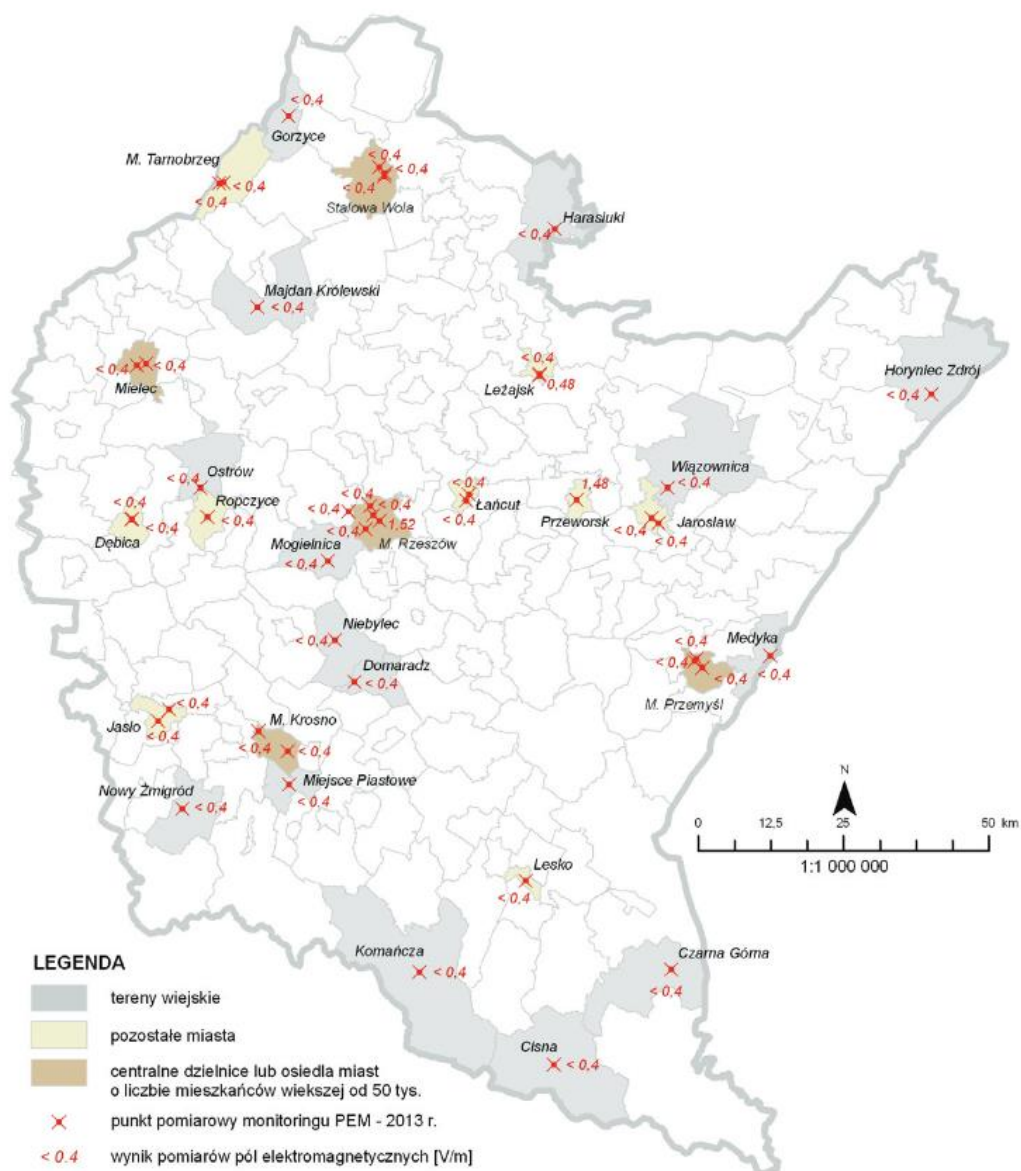 < 0,4
Gorzyce
M. Tarnobrzeg
< 0,4
< 0,4
< 0,4
< 0,4
< 0,4
Stalowa Wola
Harasiuki
< 0,4
Majdan Królewski
< 0,4
< 0,4
< 0,4
Mielec
< 0,4
Leżajsk
0,48
Horyniec Zdrój
< 0,4
Ostrów
< 0,4
Ropczyce
< 0,4
< 0,4
< 0,4
Dębica
< 0,4
< 0,4
< 0,4
< 0,4
1.52
M. Rzeszów
Mogielnica
< 0,4
< 0,4
Łańcut
< 0,4
1,48
Przeworsk
Wiązownica
< 0,4
< 0,4
Jarosław
< 0,4
Niebylec
< 0,4
Domaradz
< 0,4
< 0,4
Medyka
< 0,4
< 0,4
< 0,4
M. Przemyśl
< 0,4
Jasło
< 0,4
M. Krosno
< 0,4
< 0,4
Miejsce Piastowe
< 0,4
Nowy Żmigród
< 0,4
N
0 12.5 25 50 km
1:1 000 000
Lesko
< 0,4
Komańcza
< 0,4
Czarna Górna
< 0,4
Cisna
< 0,4
LEGENDA
tereny wiejskie
pozostałe miasta
centralne dzielnice lub osiedla miast
o liczbie mieszkańców wiekszej od 50 tys.
punkt pomiarowy monitoringu PEM - 2013 r.
< 0.4 wynik pomiarów pól elektromagnetycznych [V/m]